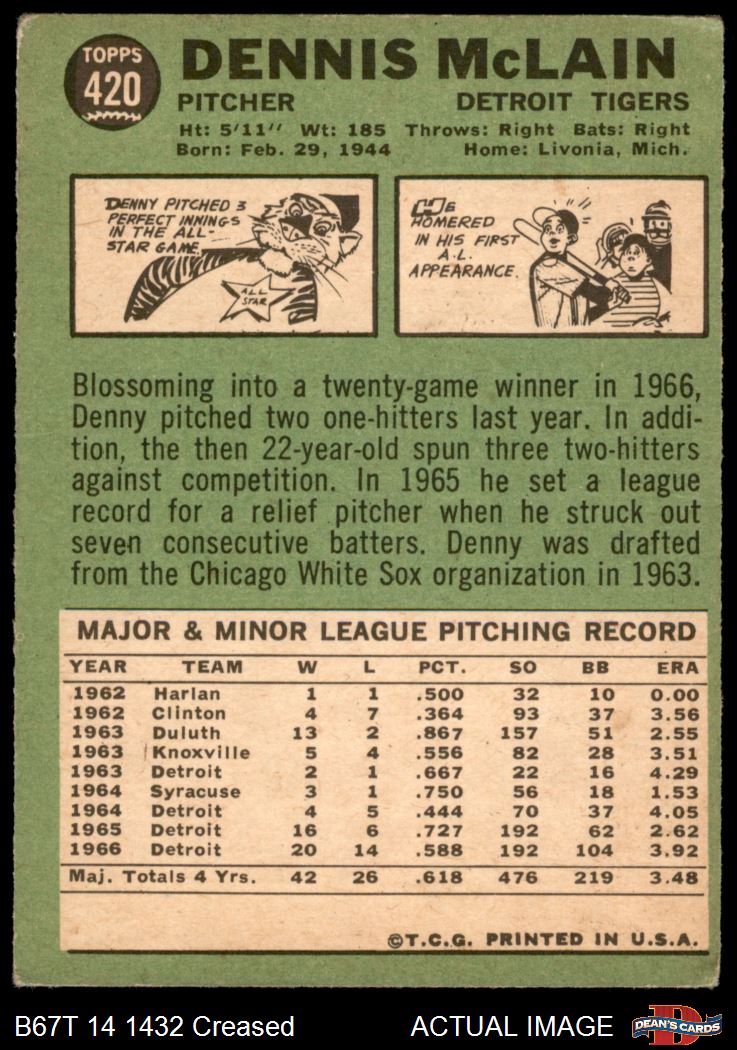 TOPPS
420
DENNIS McLAIN
PITCHER DETROIT TIGERS
Ht: 5'11" Wt: 185 Throws: Right Bats: Right
Born: Feb. 29, 1944 Home: Livonia, Mich.
DENNY PITCHED 3
PERFECT INNINGS
IN THE ALL-
STAR GAME.
ALL
STAR
HE
HOMERED
IN HIS FIRST
A.L.
APPEARANCE.
Blossoming into a twenty-game winner in 1966,
Denny pitched two one-hitters last year. In addi-
tion, the then 22-year-old spun three two-hitters
against competition. In 1965 he set a league
record for a relief pitcher when he struck out
seven consecutive batters. Denny was drafted
from the Chicago White Sox organization in 1963.
MAJOR & MINOR LEAGUE PITCHING RECORD
YEAR TEAM W L PCT. SO BB ERA
1962 Harlan 1 1 .500 32 10 0.00
1962 Clinton 4 7 .364 93 37 3.56
1963 Duluth 13 2 .867 157 51 2.55
1963 Knoxville 5 4 .556 82 28 3.51
1963 Detroit 2 1 .667 22 16 4.29
1964 Syracuse 3 1 .750 56 18 1.53
1964 Detroit 4 5 .444 70 37 4.05
1965 Detroit 16 6 .727 192 62 2.62
1966 Detroit 20 14 .588 192 104 3.92
Maj. Totals 4 Yrs. 42 26 .618 476 219 3.48
©T.C.G. PRINTED IN U.S.A.
B67T 14 1432 Creased ACTUAL IMAGE
D
DEAN'S CARDS